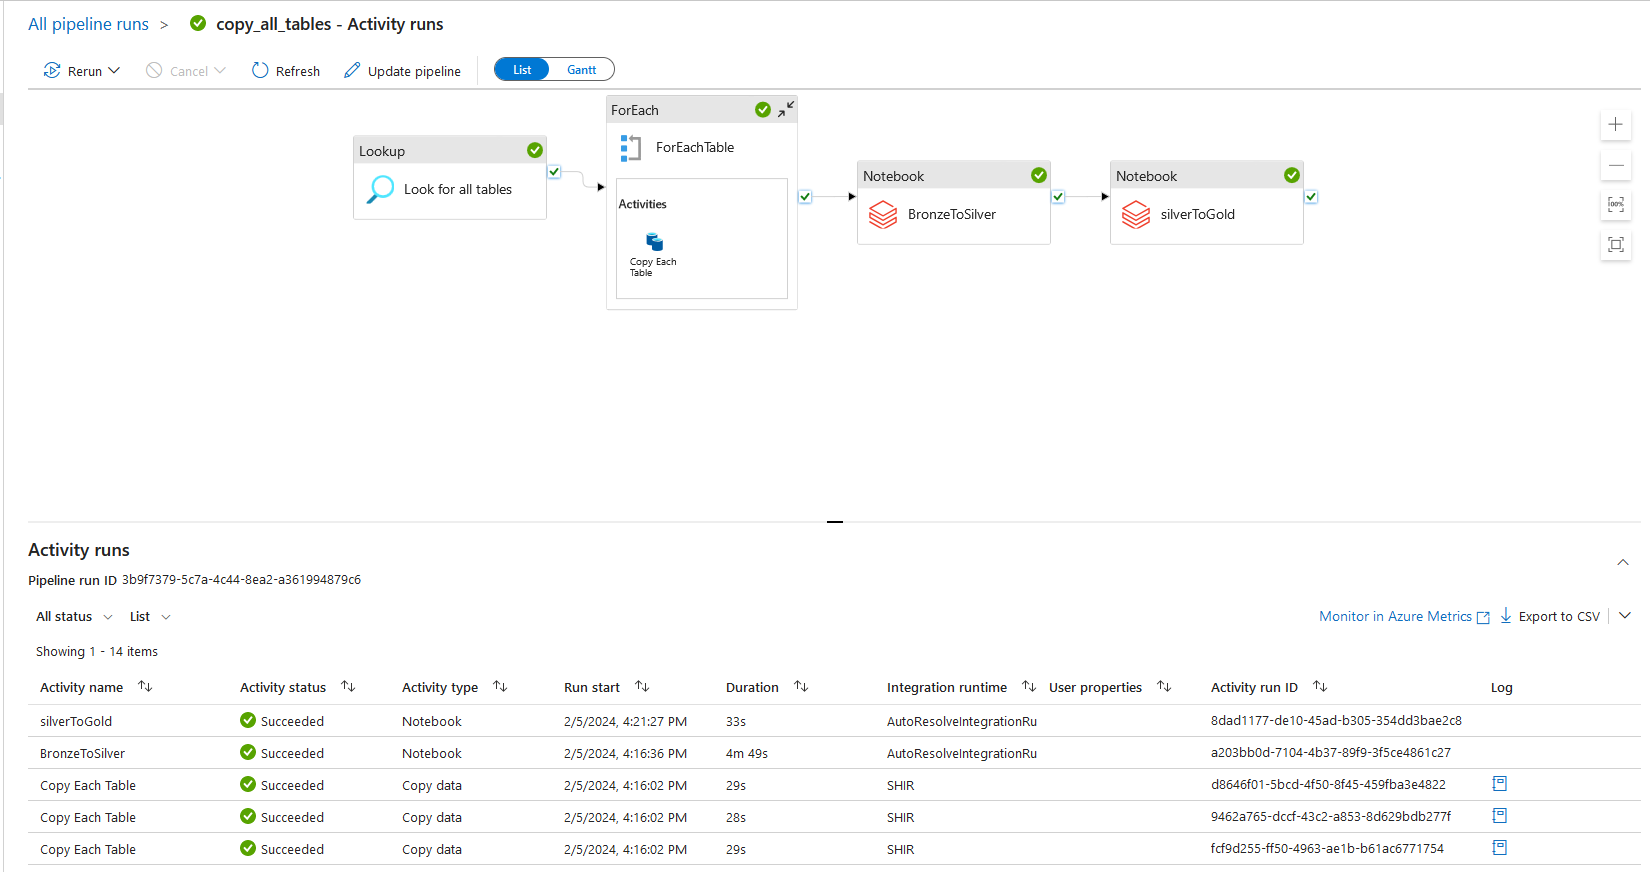 All pipeline runs > copy_all_tables - Activity runs
Rerun Cancel Refresh Update pipeline List Gantt
ForEach
ForEachTable
Activities
Copy Each
Table
Lookup
Look for all tables
Notebook
BronzeToSilver
Notebook
silverToGold
100%
Activity runs
Pipeline run ID 3b9f7379-5c7a-4c44-8ea2-a361994879c6
All status List Monitor in Azure Metrics Export to CSV
Showing 1 - 14 items
Activity name Activity status Activity type Run start Duration Integration runtime User properties Activity run ID Log
silverToGold Succeeded Notebook 2/5/2024, 4:21:27 PM 33s AutoResolveIntegrationRu 8dad1177-de10-45ad-b305-354dd3bae2c8
BronzeToSilver Succeeded Notebook 2/5/2024, 4:16:36 PM 4m 49s AutoResolveIntegrationRu a203bb0d-7104-4b37-89f9-3f5ce4861c27
Copy Each Table Succeeded Copy data 2/5/2024, 4:16:02 PM 29s SHIR d8646f01-5bcd-4f50-8f45-459fba3e4822
Copy Each Table Succeeded Copy data 2/5/2024, 4:16:02 PM 28s SHIR 9462a765-dccf-43c2-a853-8d629bdb277f
Copy Each Table Succeeded Copy data 2/5/2024, 4:16:02 PM 29s SHIR fcf9d255-ff50-4963-ae1b-b61ac6771754